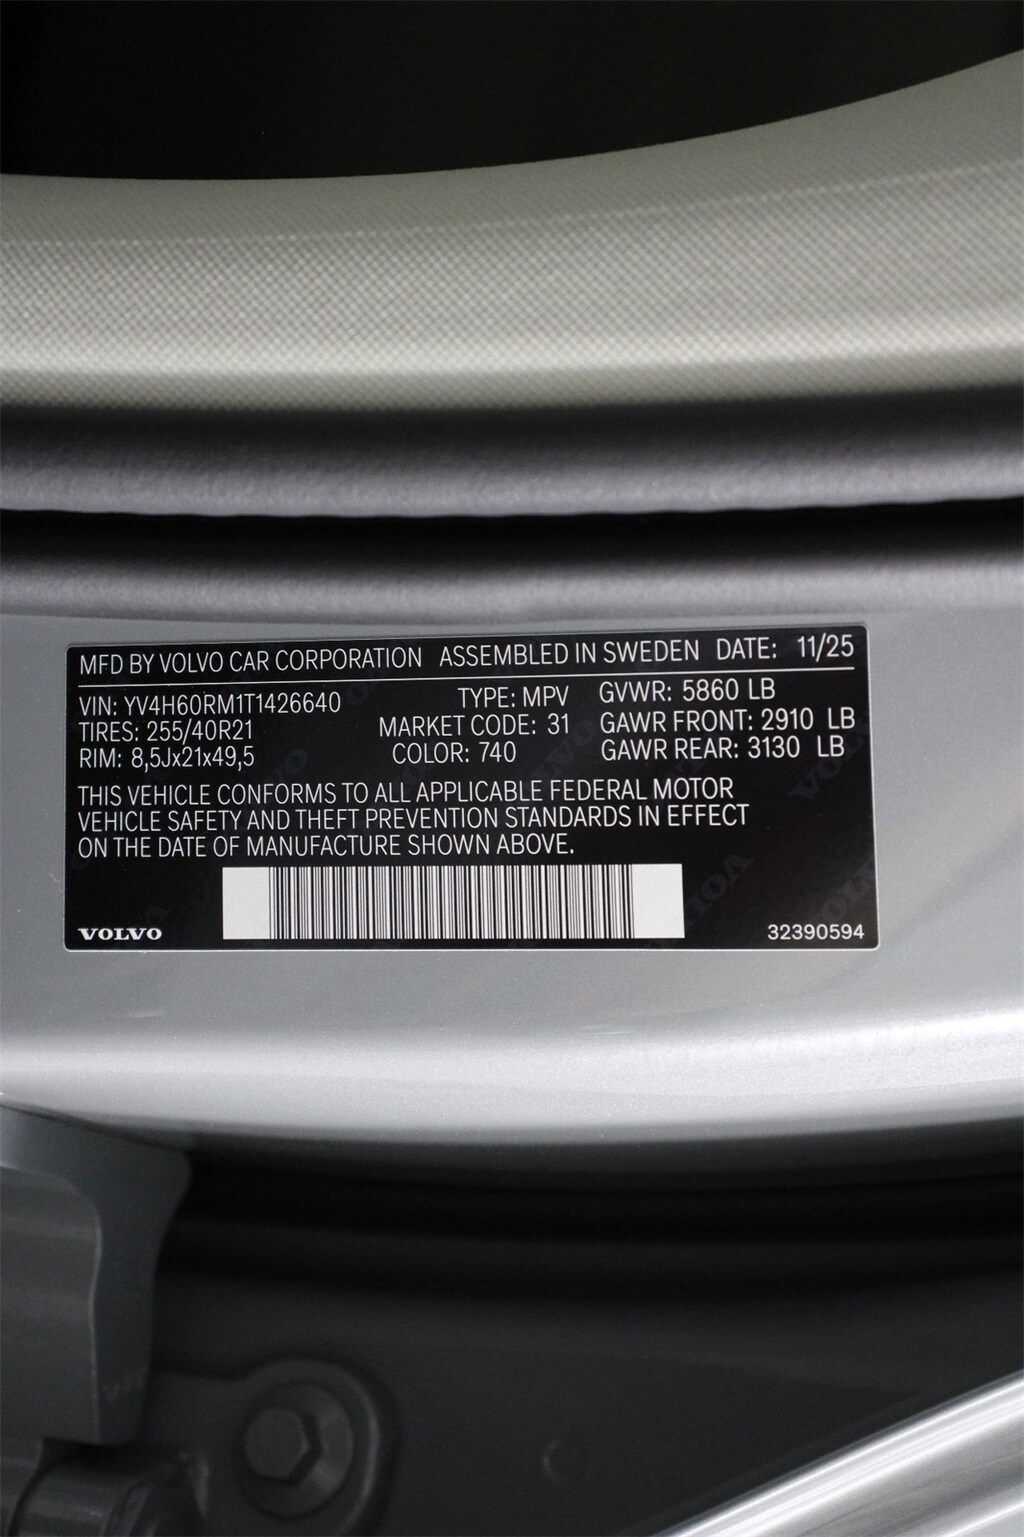 MFD BY VOLVO CAR CORPORATION ASSEMBLED IN SWEDEN DATE: 11/25
VIN: YV4H60RM1T1426640 TYPE: MPV GVWR: 5860 LB
TIRES: 255/40R21 MARKET CODE: 31 GAWR FRONT: 2910 LB
RIM: 8,5Jx21x49,5 COLOR: 740 GAWR REAR: 3130 LB
THIS VEHICLE CONFORMS TO ALL APPLICABLE FEDERAL MOTOR
VEHICLE SAFETY AND THEFT PREVENTION STANDARDS IN EFFECT
ON THE DATE OF MANUFACTURE SHOWN ABOVE.
VOLVO 32390594